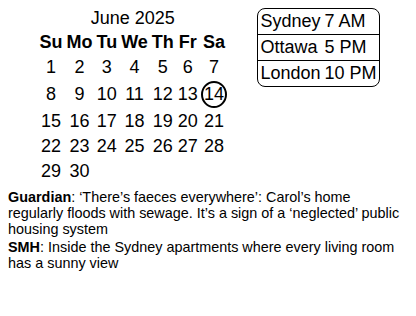 June 2025
Su Mo Tu We Th Fr Sa
1 2 3 4 5 6 7
8 9 10 11 12 13 14
15 16 17 18 19 20 21
22 23 24 25 26 27 28
29 30
Sydney 7 AM
Ottawa 5 PM
London 10 PM
Guardian: ‘There’s faeces everywhere’: Carol’s home
regularly floods with sewage. It’s a sign of a ‘neglected’ public
housing system
SMH: Inside the Sydney apartments where every living room
has a sunny view